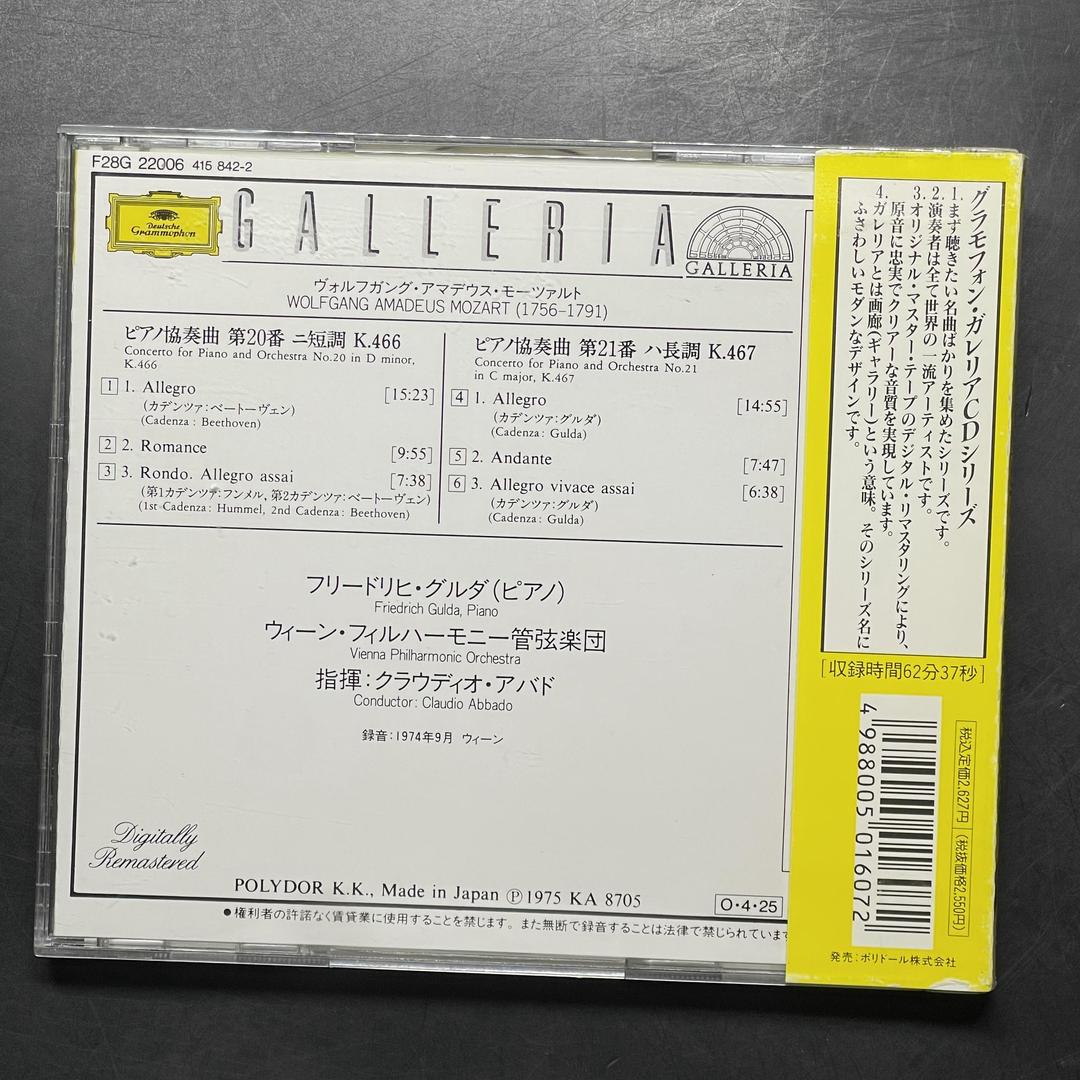 F28G 22006 415 842-2
Deutsche
Grammophon
GALLERIA
GALLERIA
ヴォルフガング・アマデウス・モーツァルト
WOLFGANG AMADEUS MOZART (1756–1791)
ピアノ協奏曲 第20番 ニ短調 K.466
Concerto for Piano and Orchestra No.20 in D minor,
K.466
1 1. Allegro [15:23]
(カデンツァ:ベートーヴェン)
(Cadenza: Beethoven)
2 2. Romance [9:55]
3 3. Rondo. Allegro assai [7:38]
(第1カデンツァ:フンメル, 第2カデンツァ:ベートーヴェン)
(1st Cadenza: Hummel, 2nd Cadenza: Beethoven)
ピアノ協奏曲 第21番 ハ長調 K.467
Concerto for Piano and Orchestra No.21
in C major, K.467
4 1. Allegro [14:55]
(カデンツァ:グルダ)
(Cadenza: Gulda)
5 2. Andante [7:47]
6 3. Allegro vivace assai [6:38]
(カデンツァ:グルダ)
(Cadenza: Gulda)
フリードリヒ・グルダ(ピアノ)
Friedrich Gulda, Piano
ウィーン・フィルハーモニー管弦楽団
Vienna Philharmonic Orchestra
指揮:クラウディオ・アバド
Conductor: Claudio Abbado
録音:1974年9月 ウィーン
Digitally
Remastered
POLYDOR K.K., Made in Japan Ⓟ1975 KA 8705
O・4・25
●権利者の許諾なく賃貸業に使用することを禁じます。また無断で録音することは法律で禁じられています
グラモフォン・ガレリアCDシリーズ
1. まず聴きたい名曲ばかりを集めたシリーズです。
2. 演奏者は全て世界の一流アーティストです。
3. オリジナル・マスター・テープのデジタル・リマスタリングにより、
原音に忠実でクリアーな音質を実現しています。
4. ガレリアとは画廊(ギャラリー)という意味。そのシリーズ名に
ふさわしいモダンなデザインです。
[収録時間62分37秒]
税込定価2,627円 (税抜価格2,550円)
4 988005 016072
発売:ポリドール株式会社